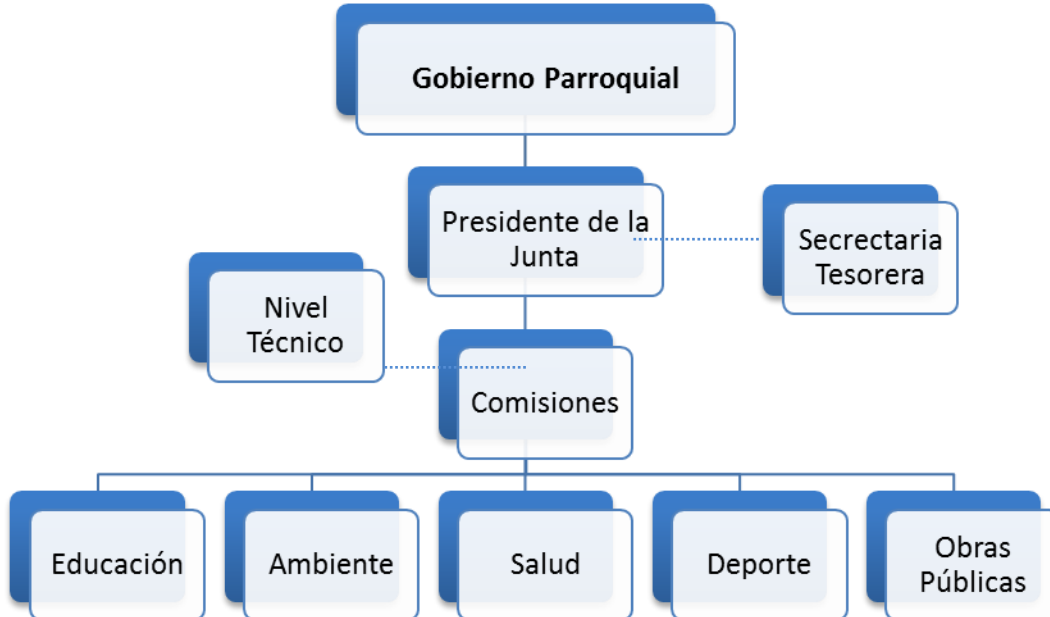 Gobierno Parroquial
Presidente de la
Junta
Secrectaria
Tesorera
Nivel
Técnico
Comisiones
Educación
Ambiente
Salud
Deporte
Obras
Públicas